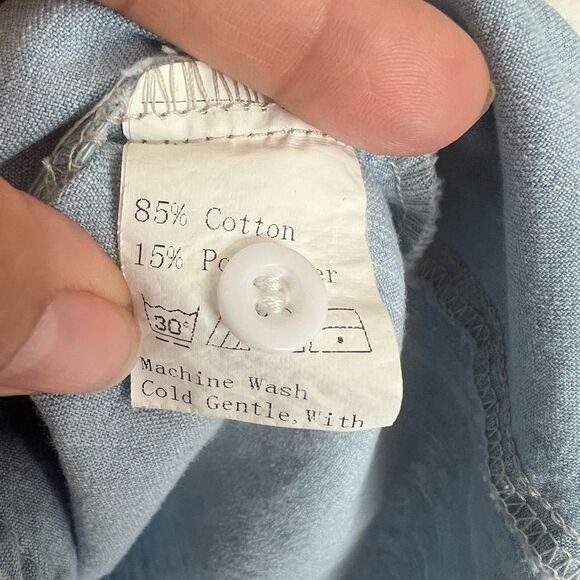 85% Cotton
15%
30°
Machine Wash
Cold Gentle, With